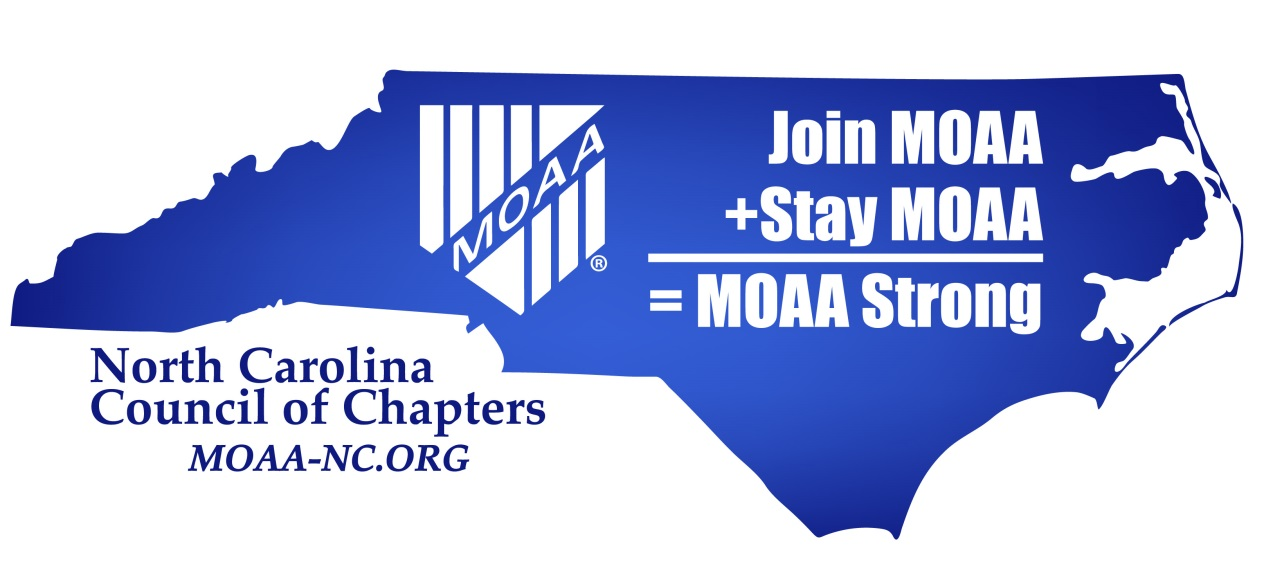 MOAA
®
Join MOAA
+Stay MOAA
= MOAA Strong
North Carolina
Council of Chapters
MOAA-NC.ORG